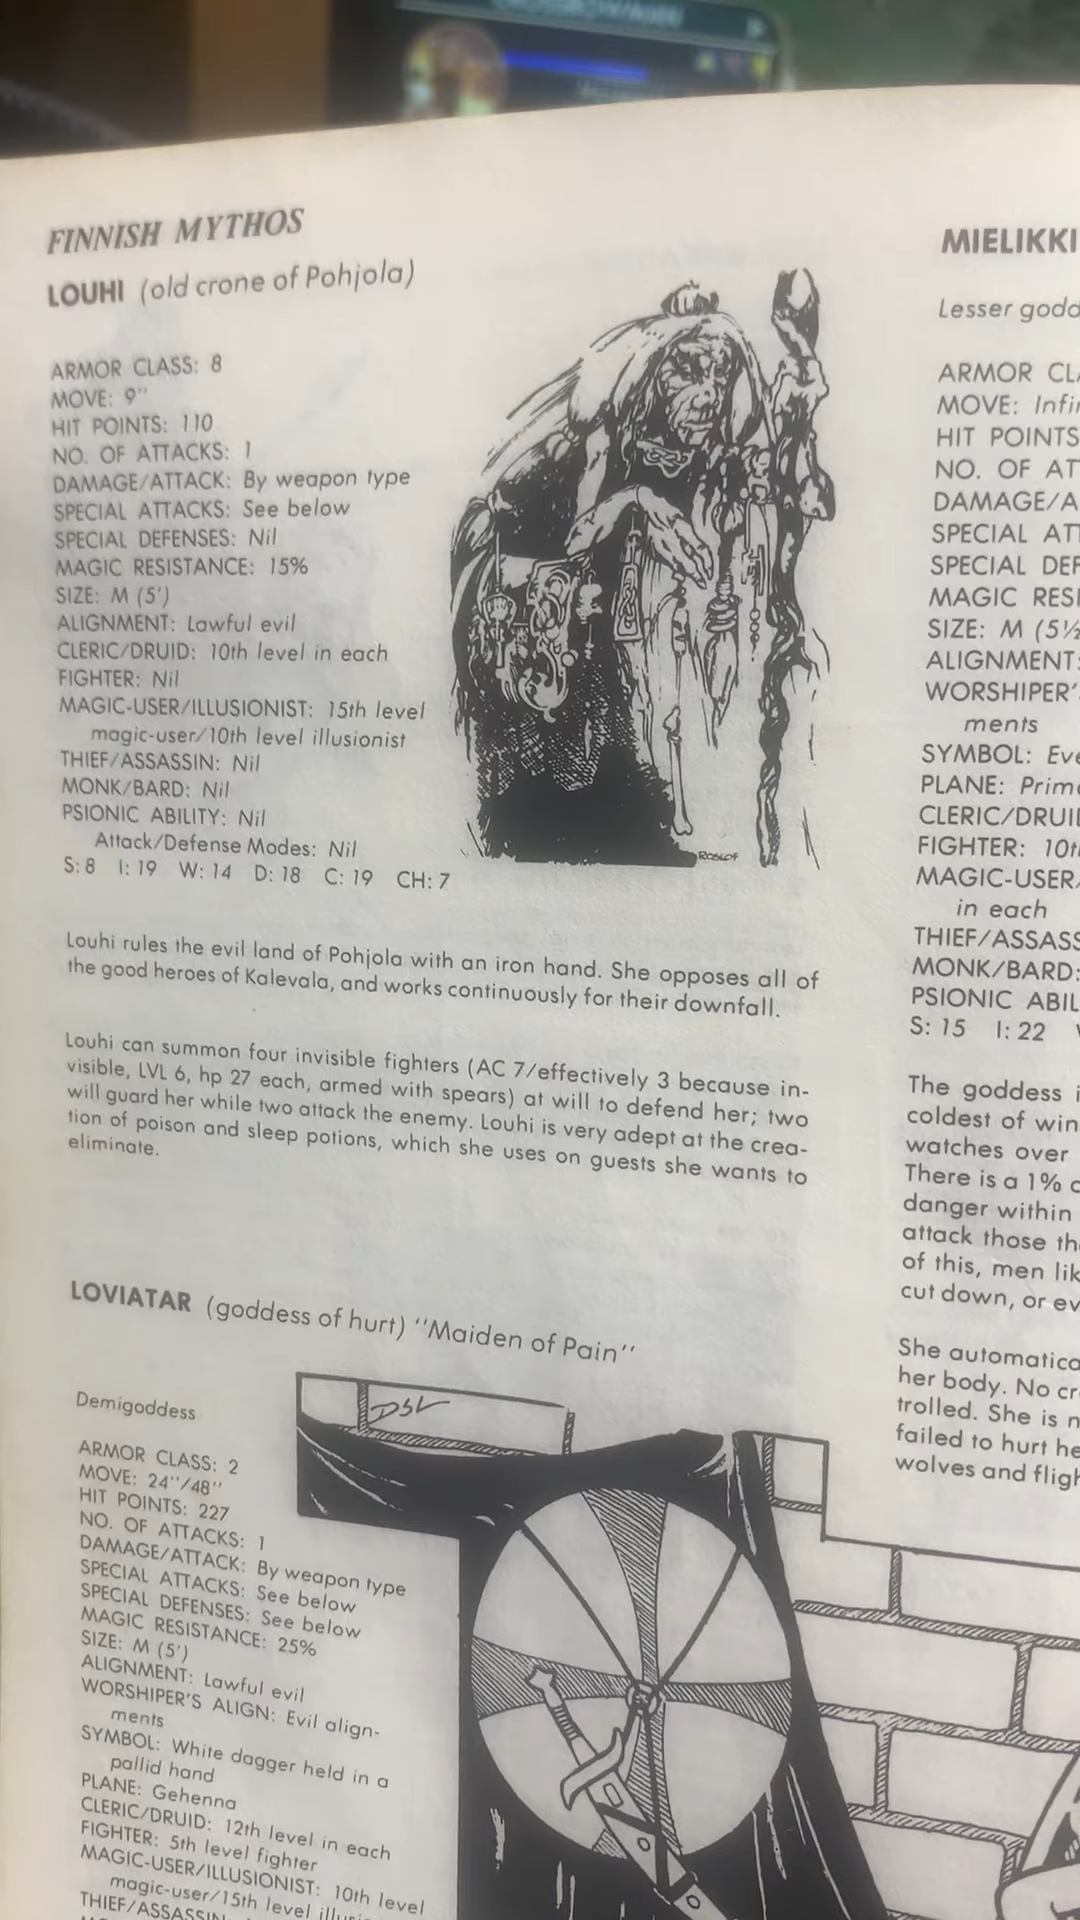 FINNISH MYTHOS
LOUHI (old crone of Pohjola)
ARMOR CLASS: 8
MOVE: 9"
HIT POINTS: 110
NO. OF ATTACKS: 1
DAMAGE/ATTACK: By weapon type
SPECIAL ATTACKS: See below
SPECIAL DEFENSES: Nil
MAGIC RESISTANCE: 15%
SIZE: M (5')
ALIGNMENT: Lawful evil
CLERIC/DRUID: 10th level in each
FIGHTER: Nil
MAGIC-USER/ILLUSIONIST: 15th level
magic-user/10th level illusionist
THIEF/ASSASSIN: Nil
MONK/BARD: Nil
PSIONIC ABILITY: Nil
Attack/Defense Modes: Nil
S: 8 I: 19 W: 14 D: 18 C: 19 CH: 7
ROSLOF
Louhi rules the evil land of Pohjola with an iron hand. She opposes all of
the good heroes of Kalevala, and works continuously for their downfall.
Louhi can summon four invisible fighters (AC 7/effectively 3 because in-
visible, LVL 6, hp 27 each, armed with spears) at will to defend her; two
will guard her while two attack the enemy. Louhi is very adept at the crea-
tion of poison and sleep potions, which she uses on guests she wants to
eliminate.
LOVIATAR (goddess of hurt) "Maiden of Pain"
DSL
Demigoddess
ARMOR CLASS: 2
MOVE: 24"/48"
HIT POINTS: 227
NO. OF ATTACKS: 1
DAMAGE/ATTACK: By weapon type
SPECIAL ATTACKS: See below
SPECIAL DEFENSES: See below
MAGIC RESISTANCE: 25%
SIZE: M (5')
ALIGNMENT: Lawful evil
WORSHIPER'S ALIGN: Evil align-
ments
SYMBOL: White dagger held in a
pallid hand
PLANE: Gehenna
CLERIC/DRUID: 12th level in each
FIGHTER: 5th level fighter
MAGIC-USER/ILLUSIONIST: 10th level
magic-user/15th level
MIELIKKI
Lesser
ARMOR
MOVE:
HIT POINTS
NO. OF
DAMAGE/
SPECIAL
SPECIAL
MAGIC
SIZE: M (5½
ALIGNMENT:
WORSHIPER'
ments
SYMBOL:
PLANE:
CLERIC/
FIGHTER:
MAGIC-USER
in each
THIEF/
MONK/BARD:
PSIONIC
S: 15 I: 22
The goddess
coldest of
watches over
There is a 1%
danger within
attack those
of this, men
cut down, or
She
her body. No
trolled. She is
failed to hurt
wolves and